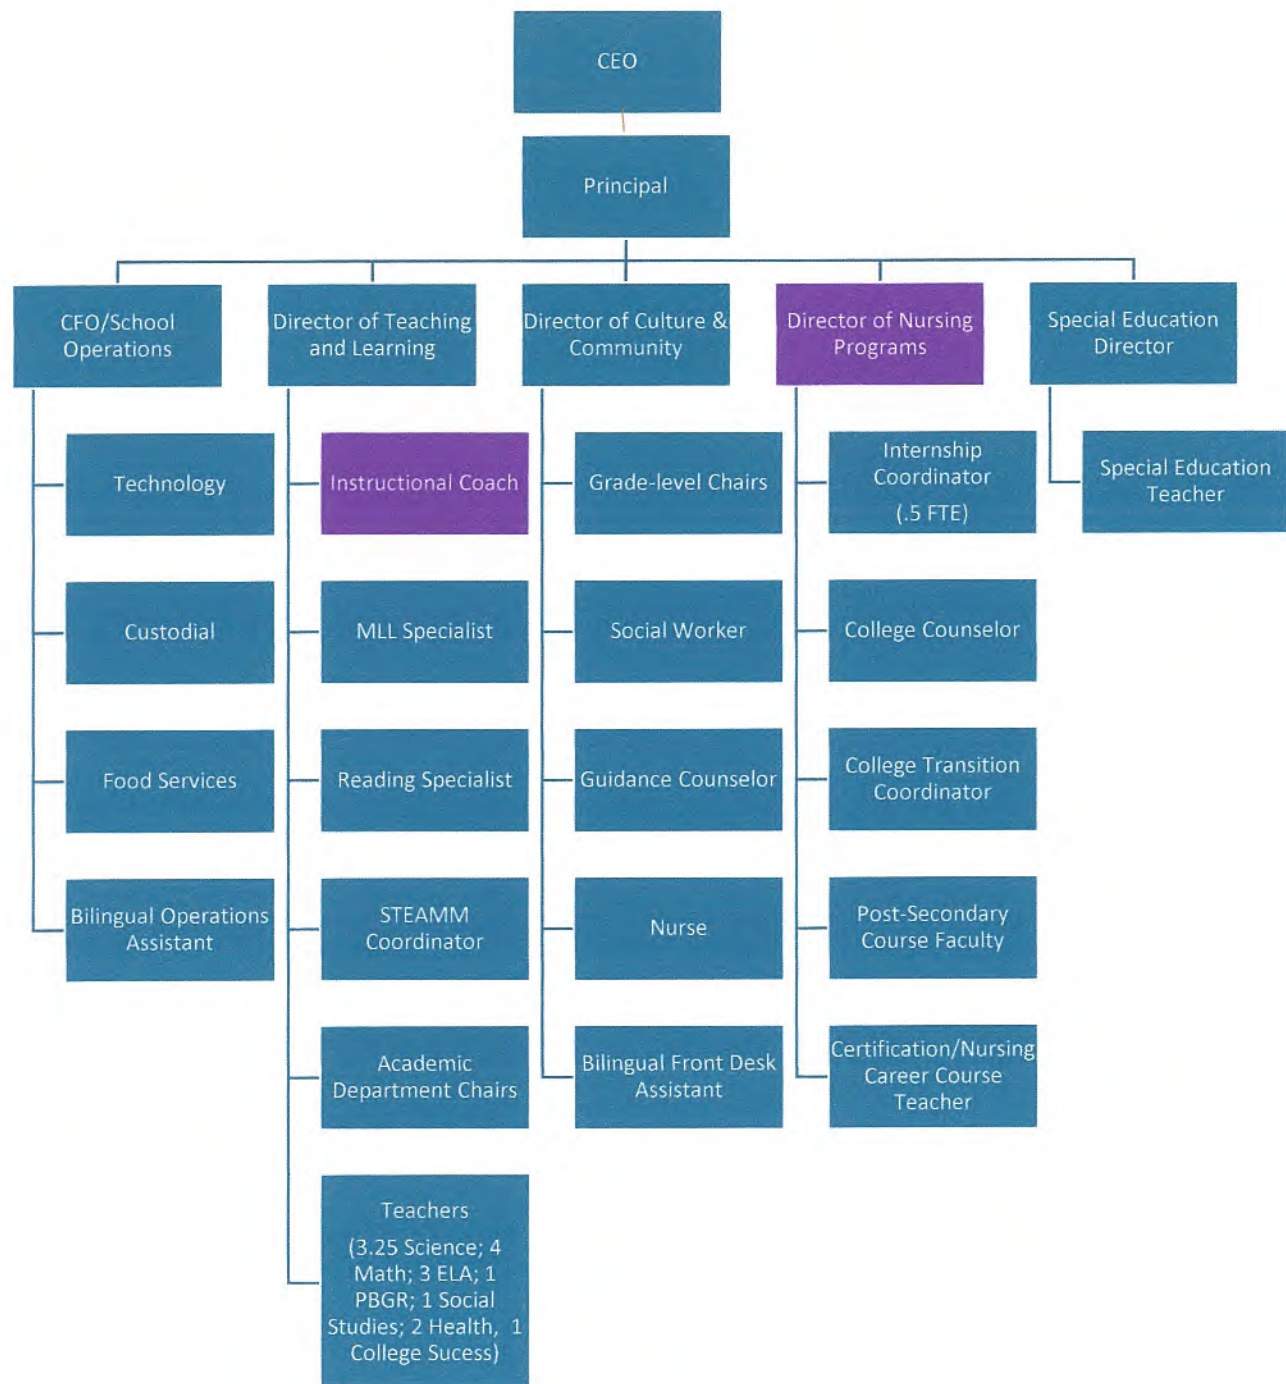 CEO
Principal
CFO/School
Operations
Director of Teaching
and Learning
Director of Culture &
Community
Director of Nursing
Programs
Special Education
Director
Technology
Custodial
Food Services
Bilingual Operations
Assistant
Instructional Coach
MLL Specialist
Reading Specialist
STEAMM
Coordinator
Academic
Department Chairs
Teachers
(3.25 Science; 4
Math; 3 ELA; 1
PBGR; 1 Social
Studies; 2 Health, 1
College Sucess)
Grade-level Chairs
Social Worker
Guidance Counselor
Nurse
Bilingual Front Desk
Assistant
Internship
Coordinator
(.5 FTE)
College Counselor
College Transition
Coordinator
Post-Secondary
Course Faculty
Certification/Nursing
Career Course
Teacher
Special Education
Teacher